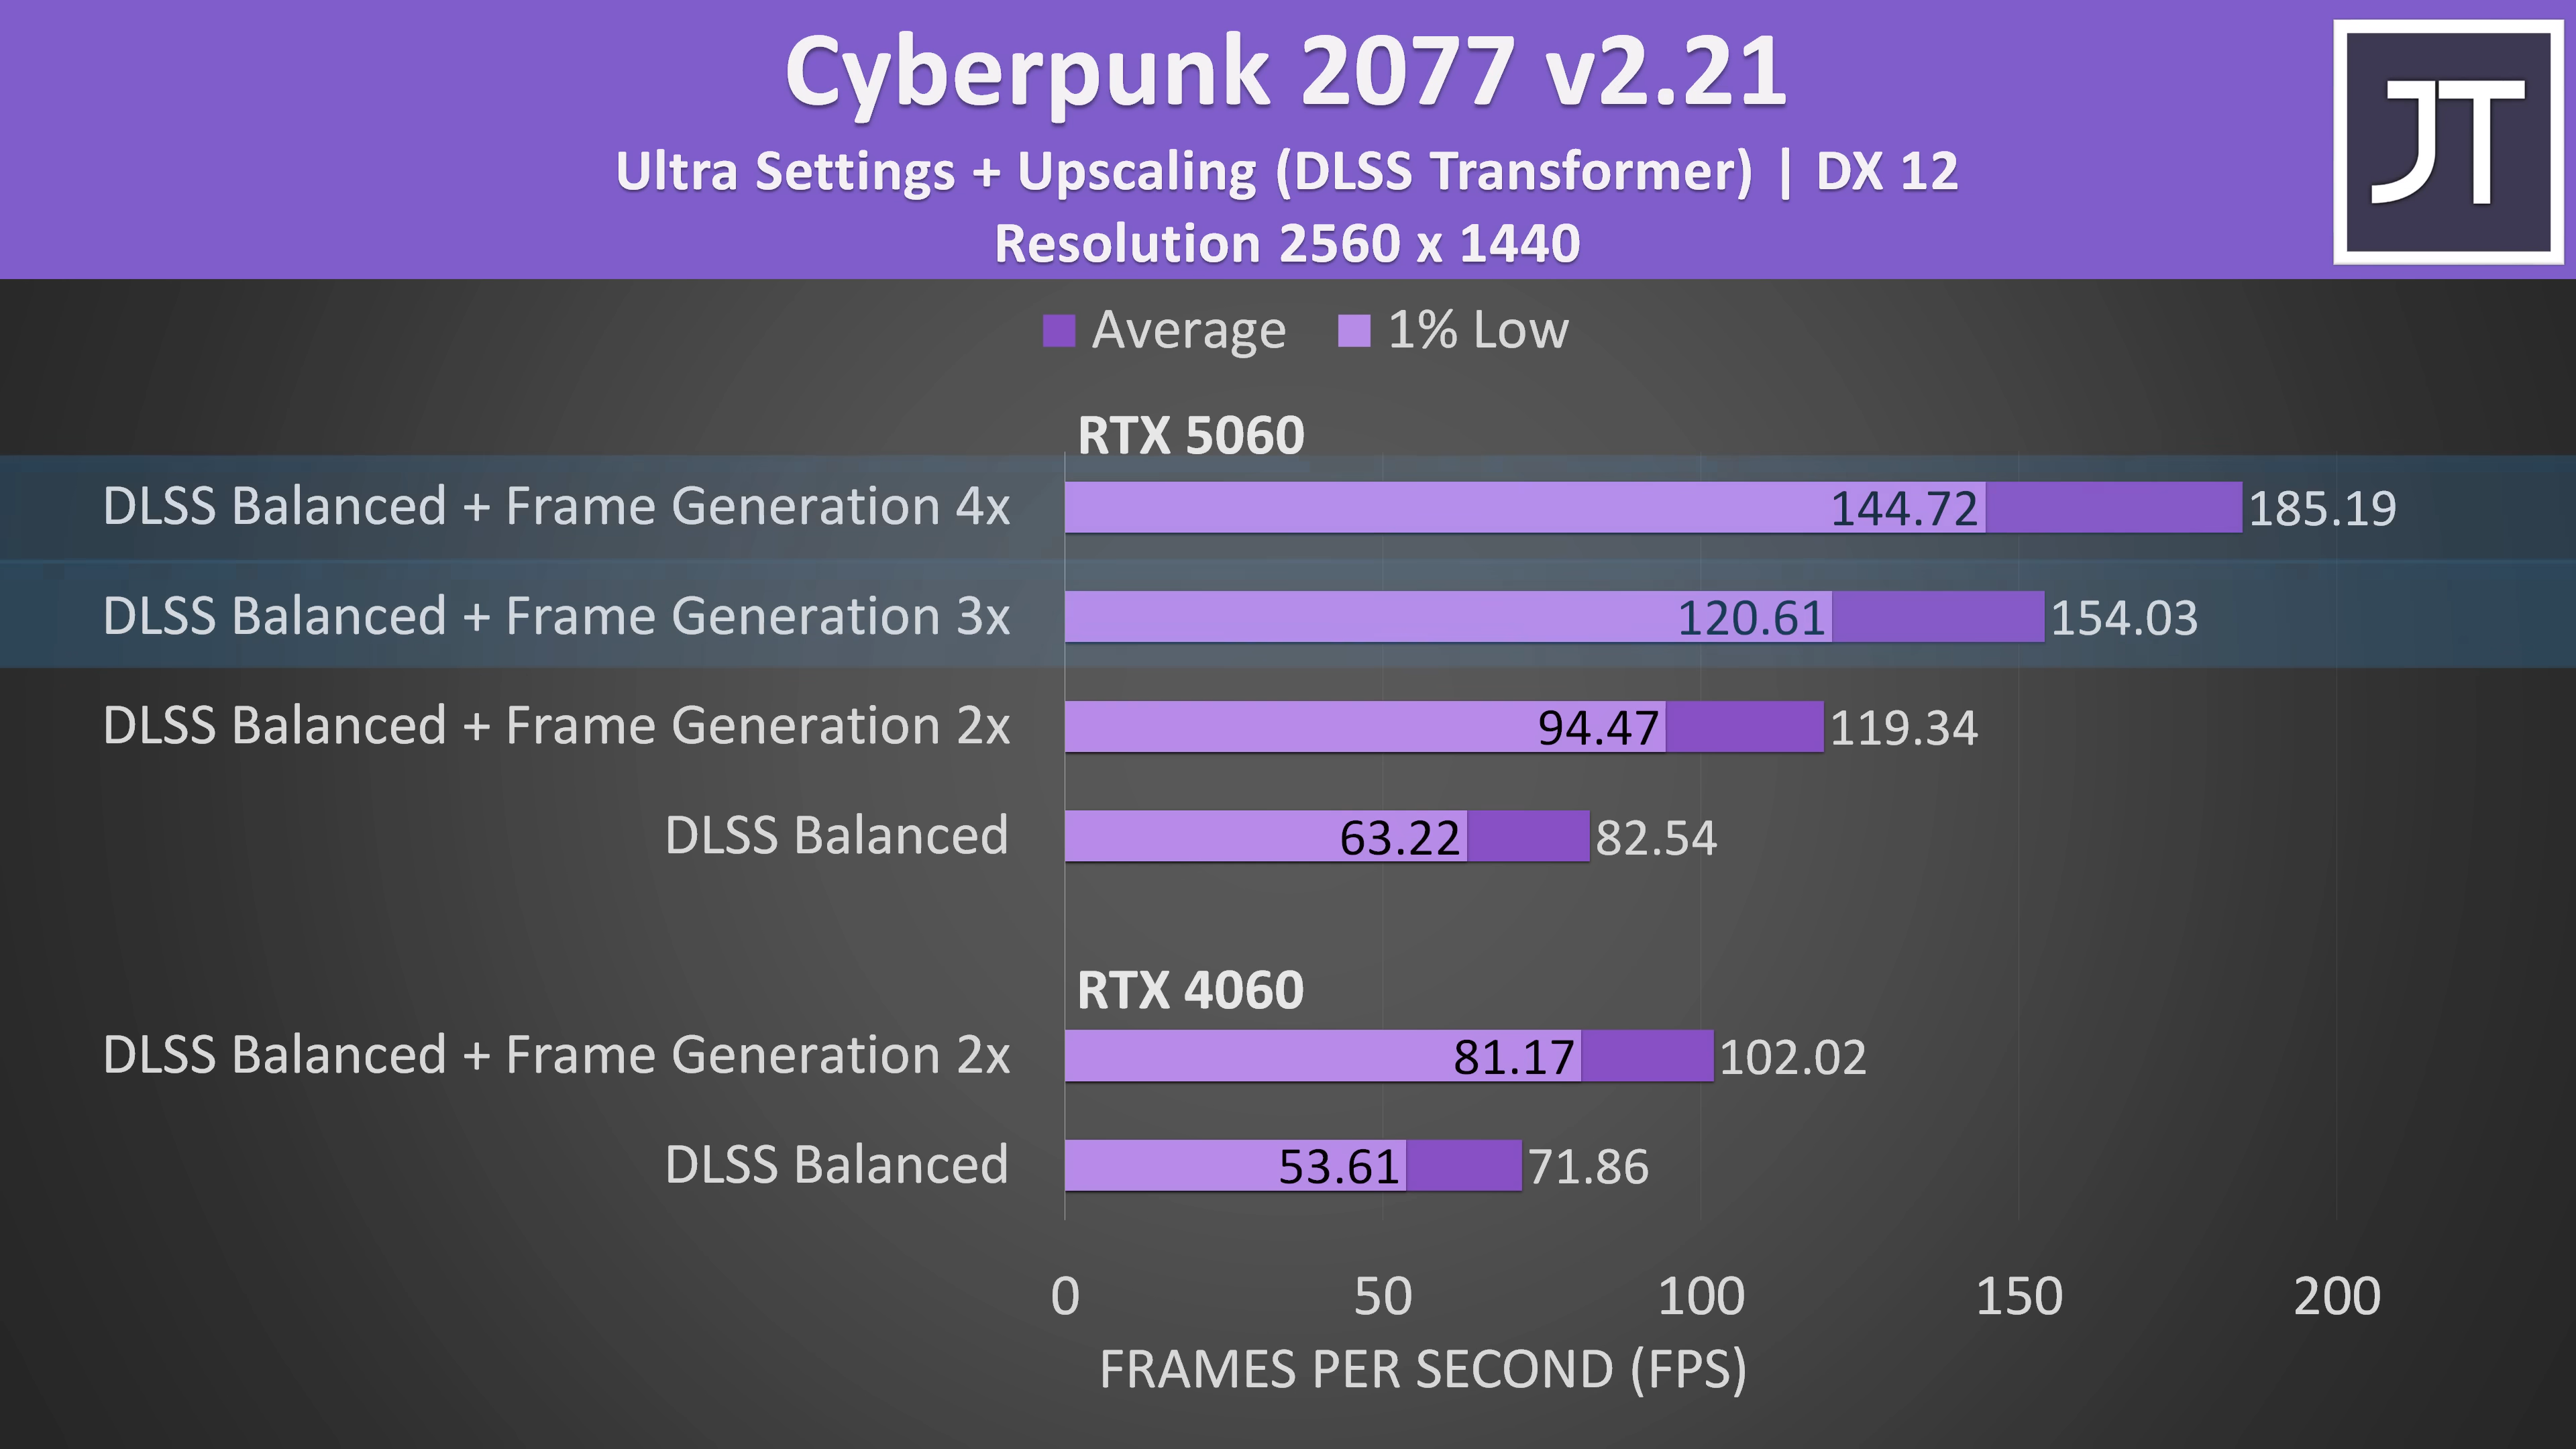 Cyberpunk 2077 v2.21
Ultra Settings + Upscaling (DLSS Transformer) | DX 12
Resolution 2560 x 1440
JT
Average 1% Low
RTX 5060
DLSS Balanced + Frame Generation 4x 144.72 185.19
DLSS Balanced + Frame Generation 3x 120.61 154.03
DLSS Balanced + Frame Generation 2x 94.47 119.34
DLSS Balanced 63.22 82.54
RTX 4060
DLSS Balanced + Frame Generation 2x 81.17 102.02
DLSS Balanced 53.61 71.86
0 50 100 150 200
FRAMES PER SECOND (FPS)